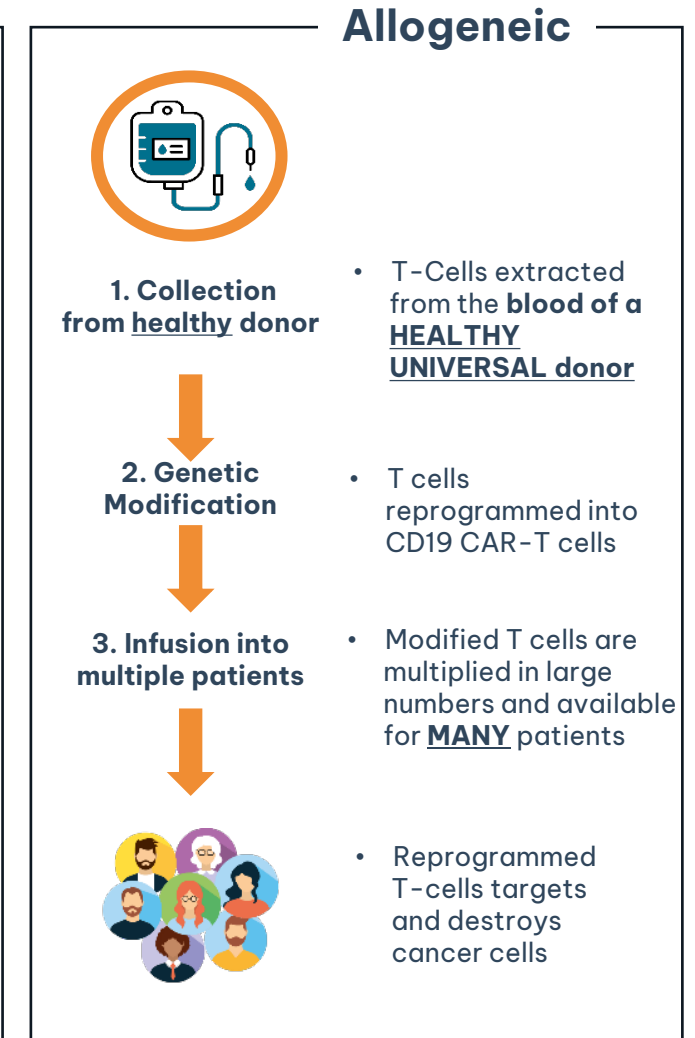 Allogeneic
1. Collection
from healthy donor
• T-Cells extracted
from the blood of a
HEALTHY
UNIVERSAL donor
2. Genetic
Modification
• T cells
reprogrammed into
CD19 CAR-T cells
3. Infusion into
multiple patients
• Modified T cells are
multiplied in large
numbers and available
for MANY patients
• Reprogrammed
T-cells targets
and destroys
cancer cells